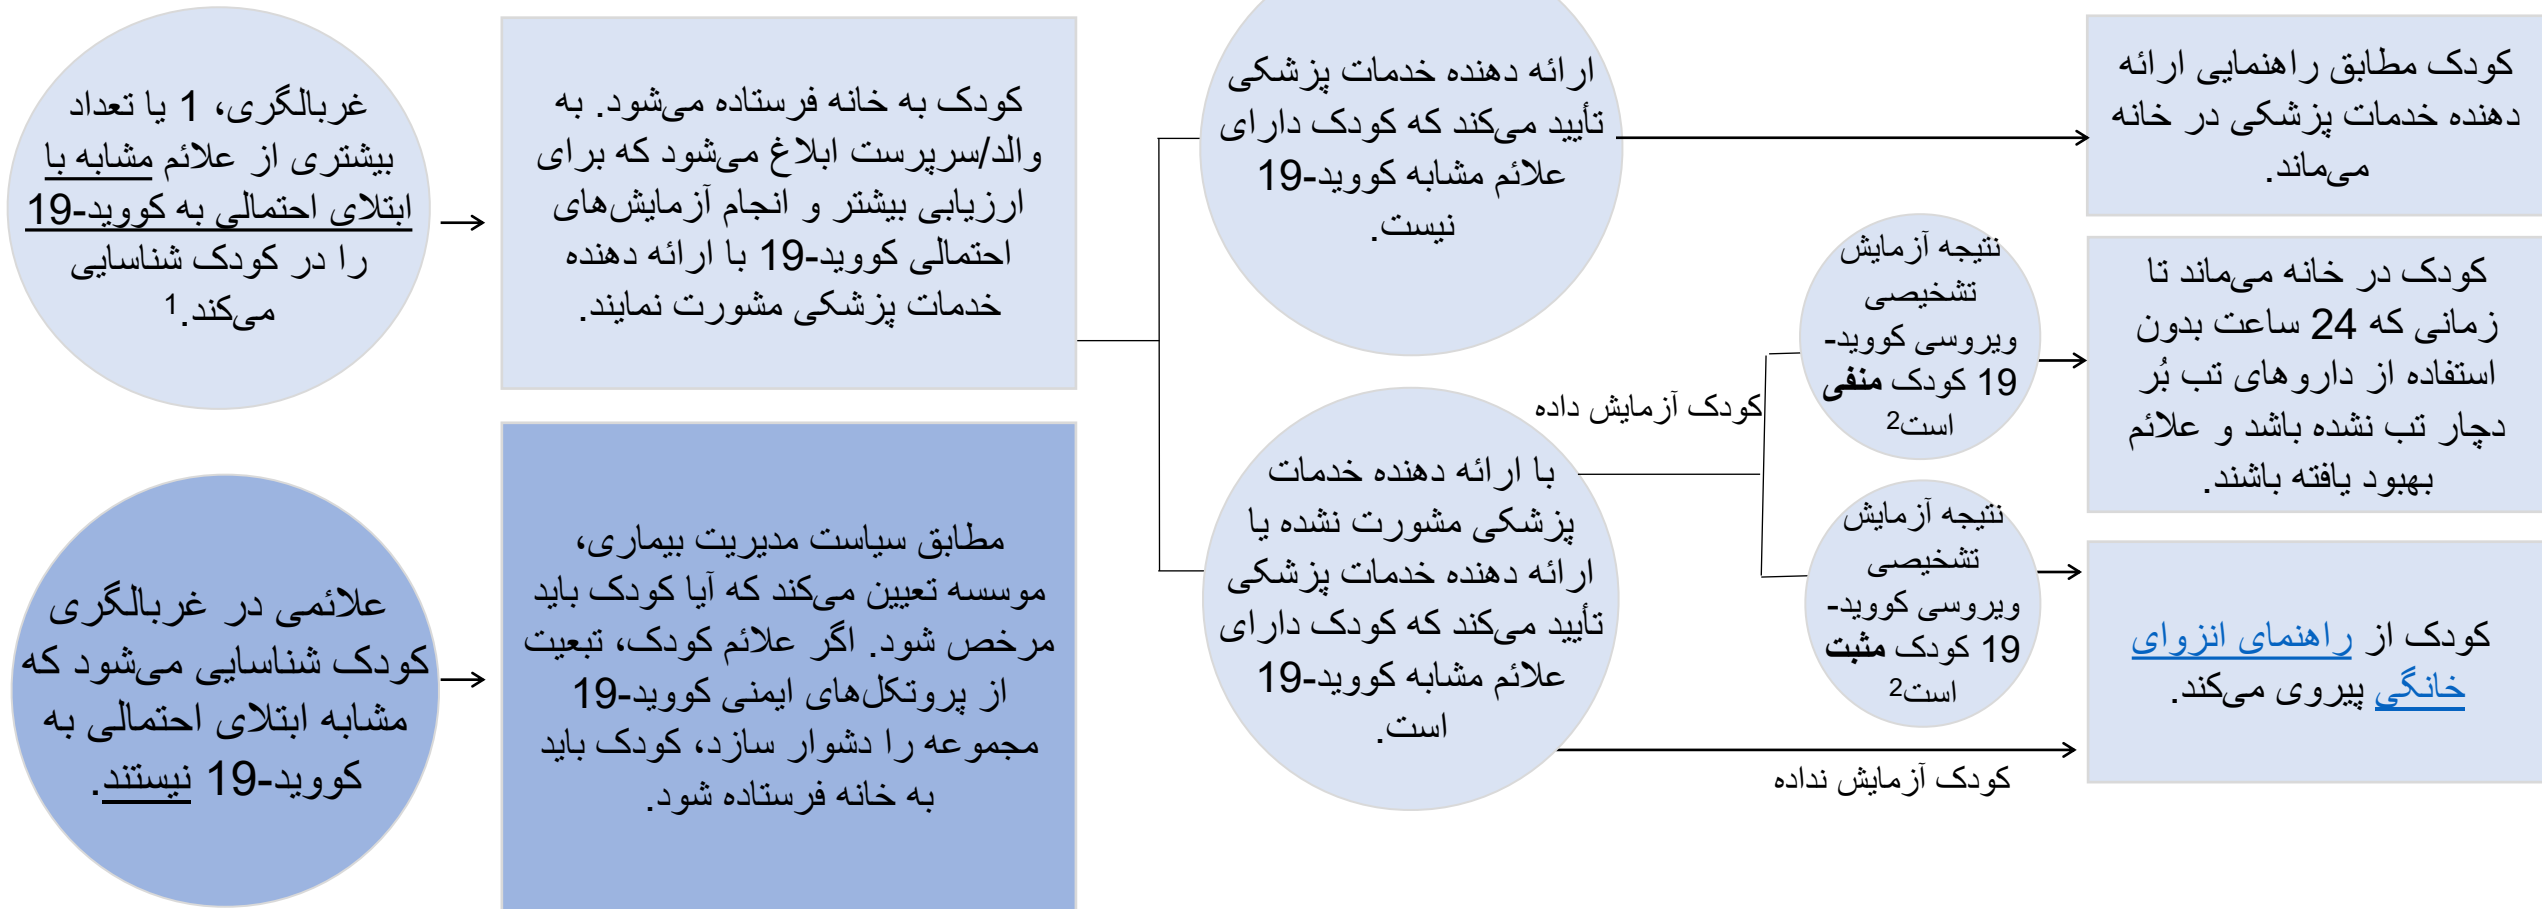 غربالگری، 1 یا تعداد
بیشتری از علائم مشابه با
ابتلای احتمالی به کووید-19
را در کودک شناسایی
می‌کند.1
کودک به خانه فرستاده می‌شود. به
والد/سرپرست ابلاغ می‌شود که برای
ارزیابی بیشتر و انجام آزمایش‌های
احتمالی کووید-19 با ارائه دهنده
خدمات پزشکی مشورت نمایند.
ارائه دهنده خدمات پزشکی
تأیید می‌کند که کودک دارای
علائم مشابه کووید-19
نیست.
کودک مطابق راهنمایی ارائه
دهنده خدمات پزشکی در خانه
می‌ماند.
با ارائه دهنده خدمات
پزشکی مشورت نشده یا
ارائه دهنده خدمات پزشکی
تأیید می‌کند که کودک دارای
علائم مشابه کووید-19
است.
کودک آزمایش داده
نتیجه آزمایش
تشخیصی
ویروسی کووید-
19 کودک منفی
است2
کودک در خانه می‌ماند تا
زمانی که 24 ساعت بدون
استفاده از داروهای تب بُر
دچار تب نشده باشد و علائم
بهبود یافته باشند.
نتیجه آزمایش
تشخیصی
ویروسی کووید-
19 کودک مثبت
است2
کودک از راهنمای انزوای
خانگی پیروی می‌کند.
کودک آزمایش نداده
علائمی در غربالگری
کودک شناسایی می‌شود که
مشابه ابتلای احتمالی به
کووید-19 نیستند.
مطابق سیاست مدیریت بیماری،
موسسه تعیین می‌کند که آیا کودک باید
مرخص شود. اگر علائم کودک، تبعیت
از پروتکل‌های ایمنی کووید-19
مجموعه را دشوار سازد، کودک باید
به خانه فرستاده شود.